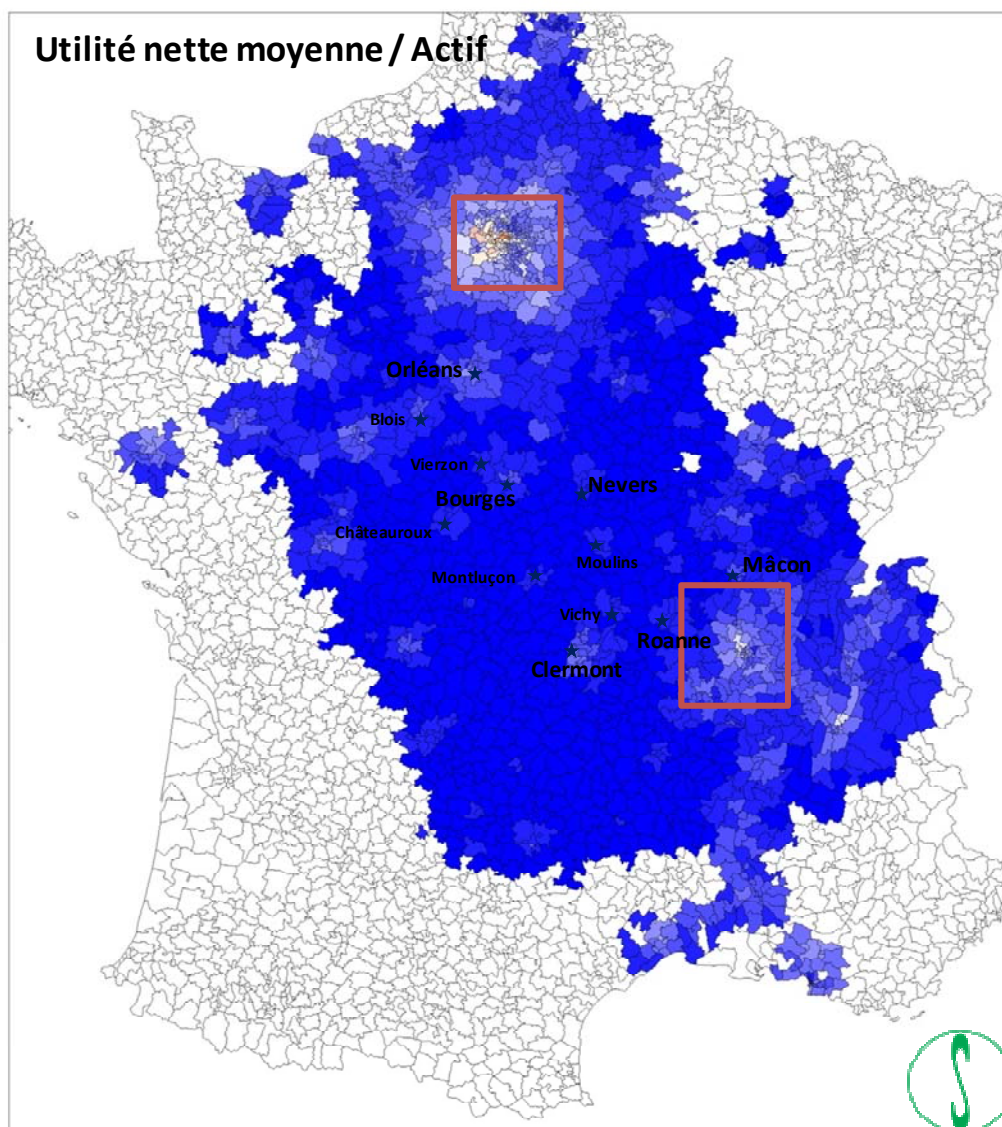 Utilité nette moyenne / Actif
Orléans
Blois
Vierzon
Bourges
Nevers
Châteauroux
Moulins
Montluçon
Mâcon
Vichy
Roanne
Clermont
S